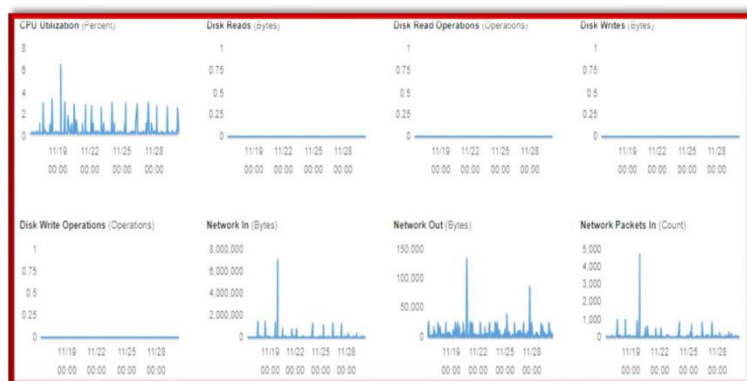 CPU Utilization (Percent)
8
6
4
2
0
11/19 11/22 11/25 11/28
00:00 00:00 00:00 00:00
Disk Reads (Bytes)
1
0.75
0.5
0.25
0
11/19 11/22 11/25 11/28
00:00 00:00 00:00 00:00
Disk Read Operations (Operations)
1
0.75
0.5
0.25
0
11/19 11/22 11/25 11/28
00:00 00:00 00:00 00:00
Disk Writes (Bytes)
1
0.75
0.5
0.25
0
11/19 11/22 11/25 11/28
00:00 00:00 00:00 00:00
Disk Write Operations (Operations)
1
0.75
0.5
0.25
0
11/19 11/22 11/25 11/28
00:00 00:00 00:00 00:00
Network In (Bytes)
8,000,000
6,000,000
4,000,000
2,000,000
0
11/19 11/22 11/25 11/28
00:00 00:00 00:00 00:00
Network Out (Bytes)
150,000
100,000
50,000
0
11/19 11/22 11/25 11/28
00:00 00:00 00:00 00:00
Network Packets In (Count)
5,000
4,000
3,000
2,000
1,000
0
11/19 11/22 11/25 11/28
00:00 00:00 00:00 00:00